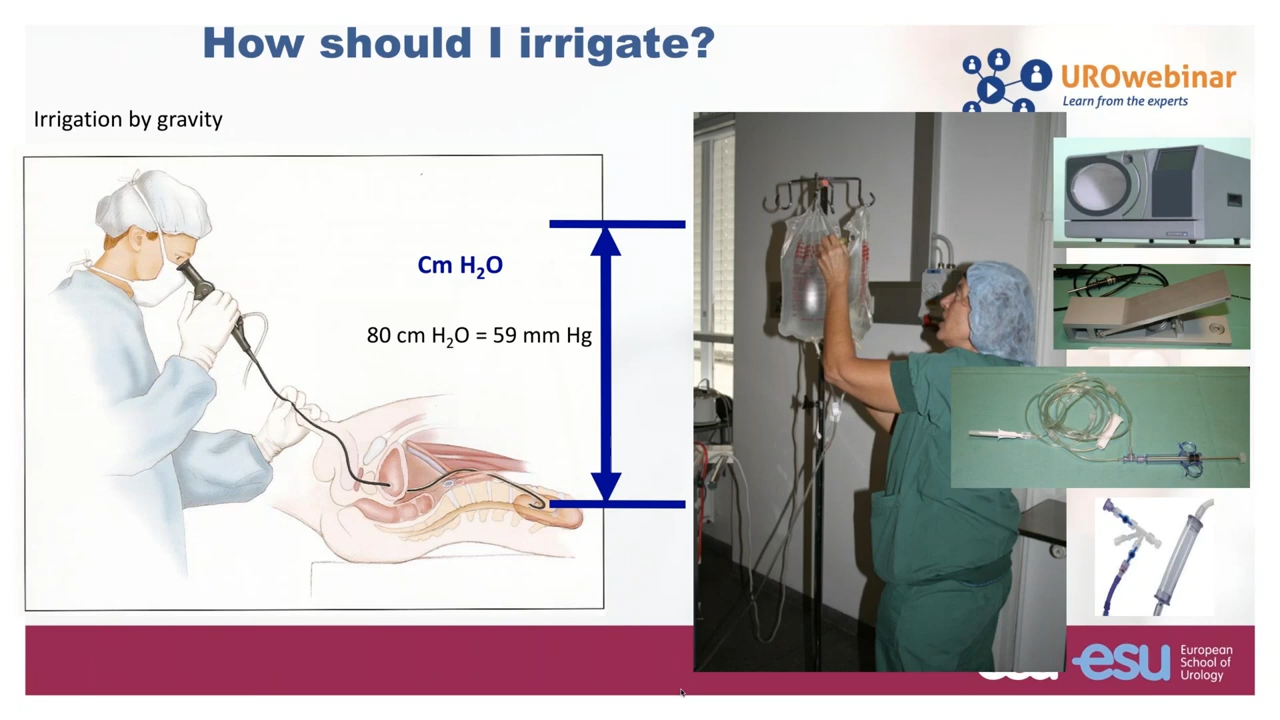 How should I irrigate?
UROwebinar
Learn from the experts
Irrigation by gravity
Cm H₂O
80 cm H₂O = 59 mm Hg
esu
European
School of
Urology